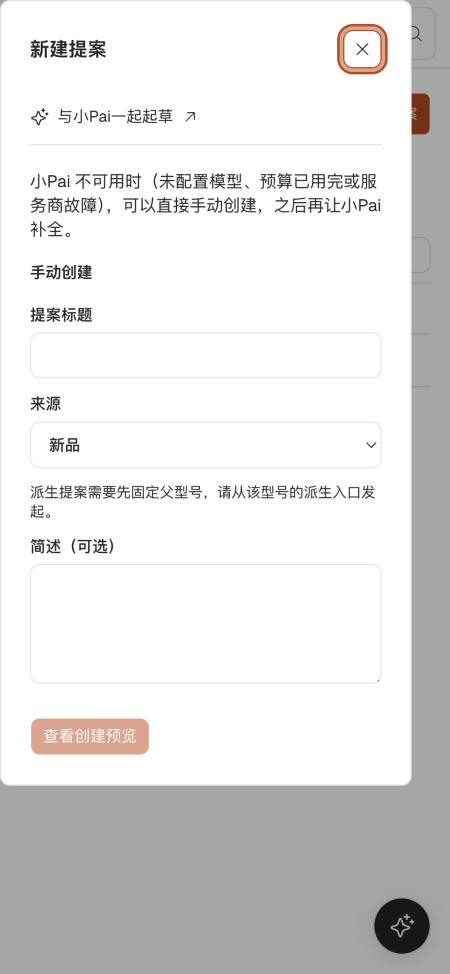 新建提案
与小Pai一起起草
小Pai 不可用时（未配置模型、预算已用完或服
务商故障），可以直接手动创建，之后再让小Pai
补全。
手动创建
提案标题
来源
新品
派生提案需要先固定父型号，请从该型号的派生入口发
起。
简述（可选）
查看创建预览